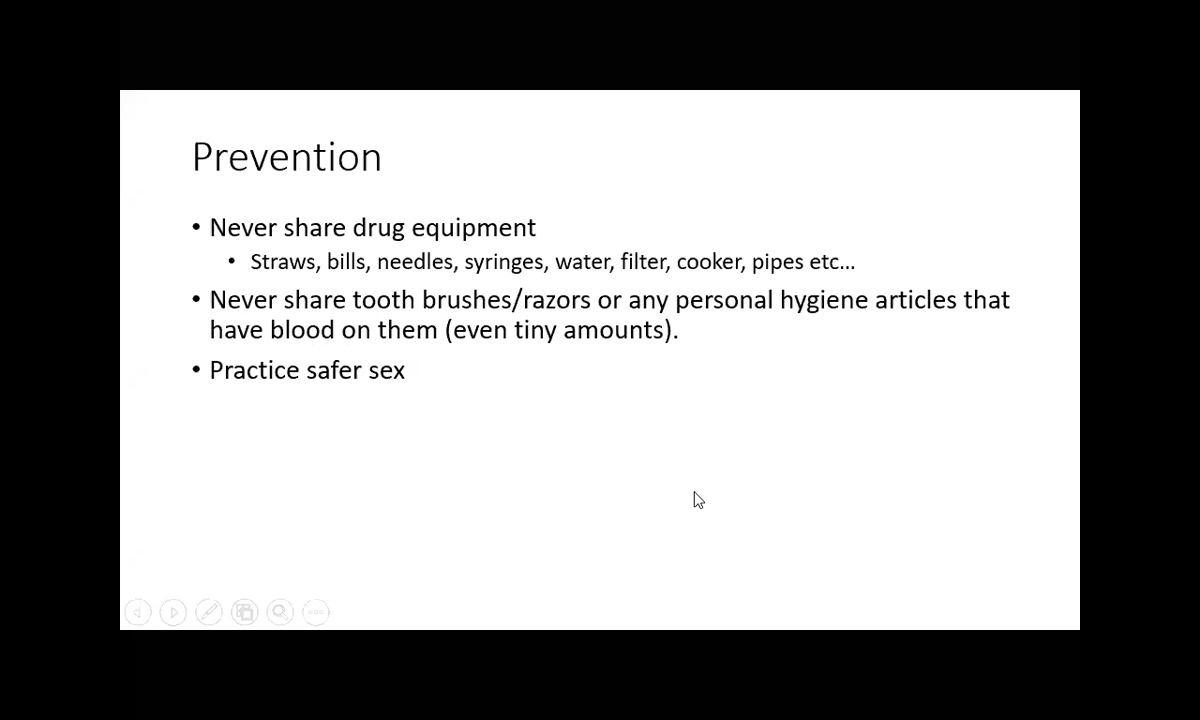 Prevention
• Never share drug equipment
• Straws, bills, needles, syringes, water, filter, cooker, pipes etc...
• Never share tooth brushes/razors or any personal hygiene articles that
have blood on them (even tiny amounts).
• Practice safer sex